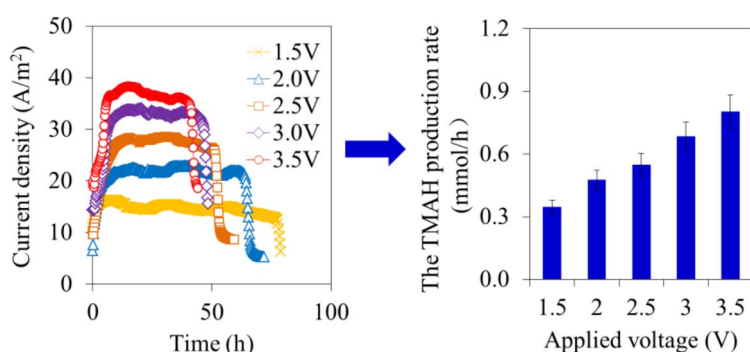 Current density (A/m²)
50
40
30
20
10
0
0
50
100
Time (h)
1.5V
2.0V
2.5V
3.0V
3.5V
The TMAH production rate
(mmol/h)
1.2
0.9
0.6
0.3
0.0
1.5
2
2.5
3
3.5
Applied voltage (V)